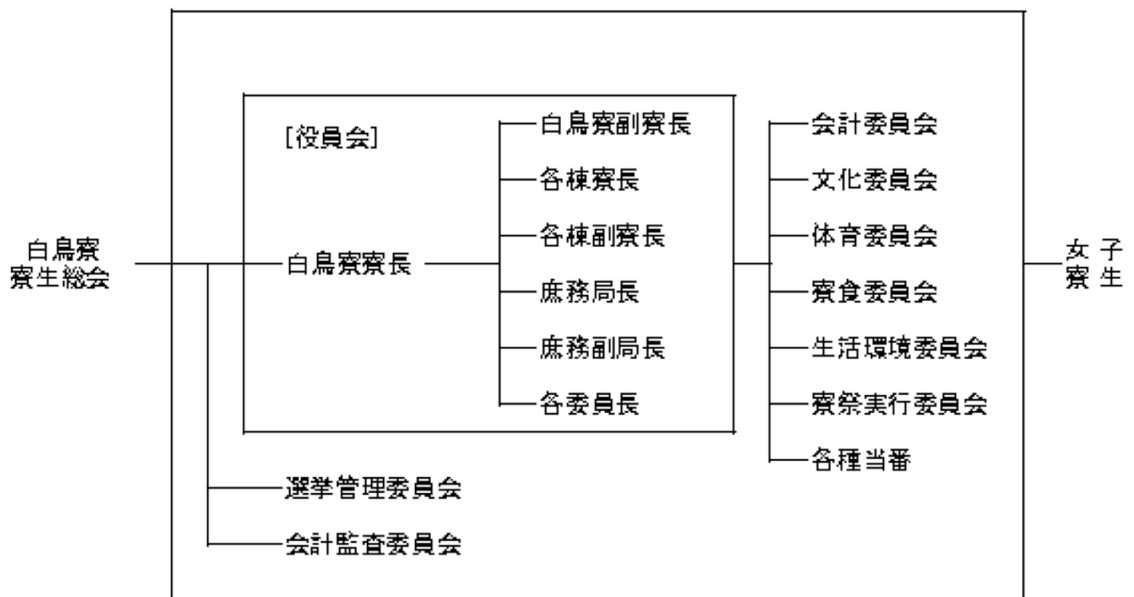 [役員会]
白鳥寮
寮生総会
白鳥寮寮長
白鳥寮副寮長
各棟寮長
各棟副寮長
庶務局長
庶務副局長
各委員長
選挙管理委員会
会計監査委員会
会計委員会
文化委員会
体育委員会
寮食委員会
生活環境委員会
寮祭実行委員会
各種当番
女子
寮生